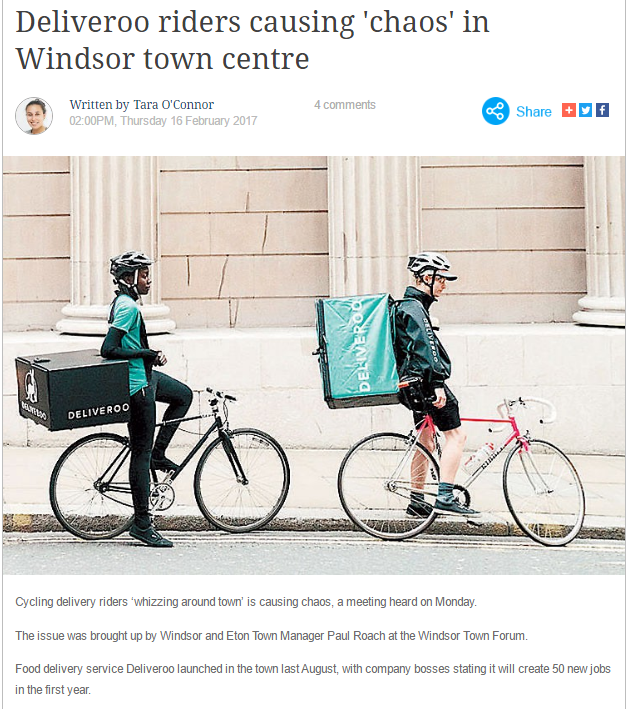 Deliveroo riders causing 'chaos' in
Windsor town centre
Written by Tara O'Connor
4 comments
02:00PM, Thursday 16 February 2017
Share
DELIVEROO
DELIVEROO
DELIVEROO
Cycling delivery riders ‘whizzing around town’ is causing chaos, a meeting heard on Monday.
The issue was brought up by Windsor and Eton Town Manager Paul Roach at the Windsor Town Forum.
Food delivery service Deliveroo launched in the town last August, with company bosses stating it will create 50 new jobs
in the first year.